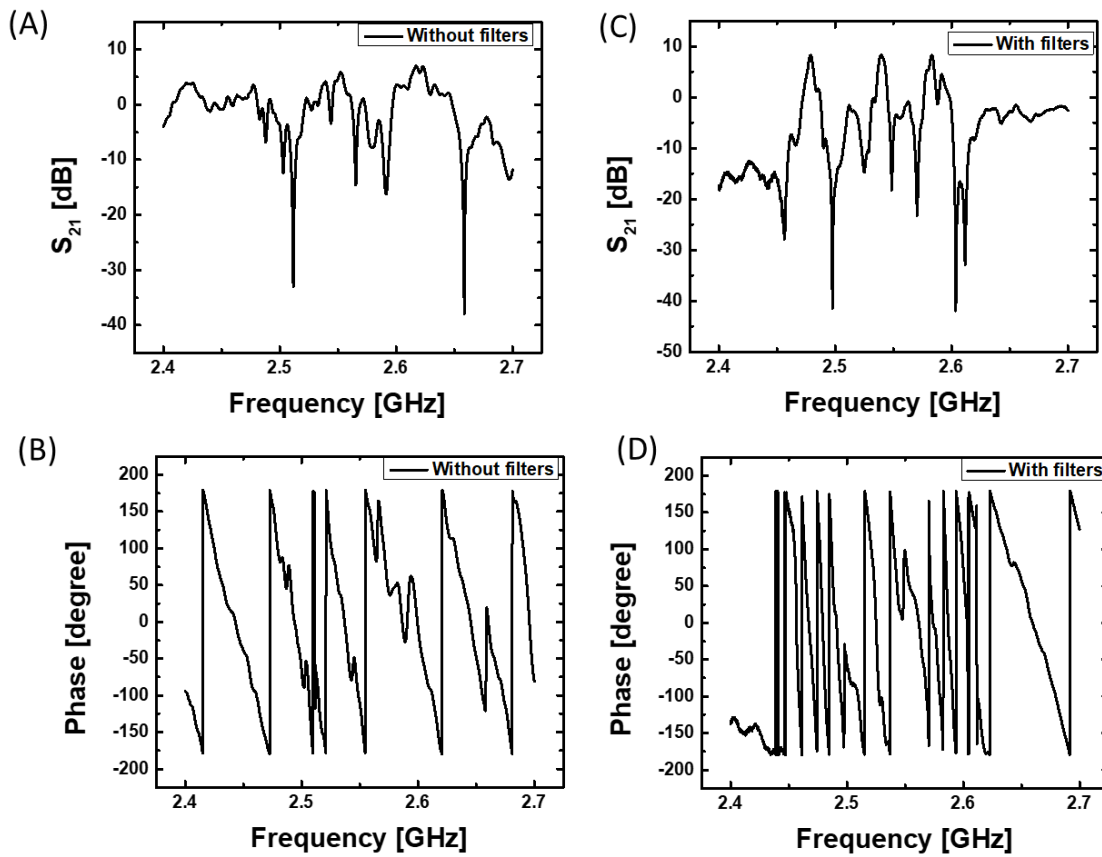 (A)
Without filters
10
0
-10
-20
-30
-40
S21 [dB]
2.4 2.5 2.6 2.7
Frequency [GHz]
(C)
With filters
10
0
-10
-20
-30
-40
-50
S21 [dB]
2.4 2.5 2.6 2.7
Frequency [GHz]
(B)
Without filters
200
150
100
50
0
-50
-100
-150
-200
Phase [degree]
2.4 2.5 2.6 2.7
Frequency [GHz]
(D)
With filters
200
150
100
50
0
-50
-100
-150
-200
Phase [degree]
2.4 2.5 2.6 2.7
Frequency [GHz]